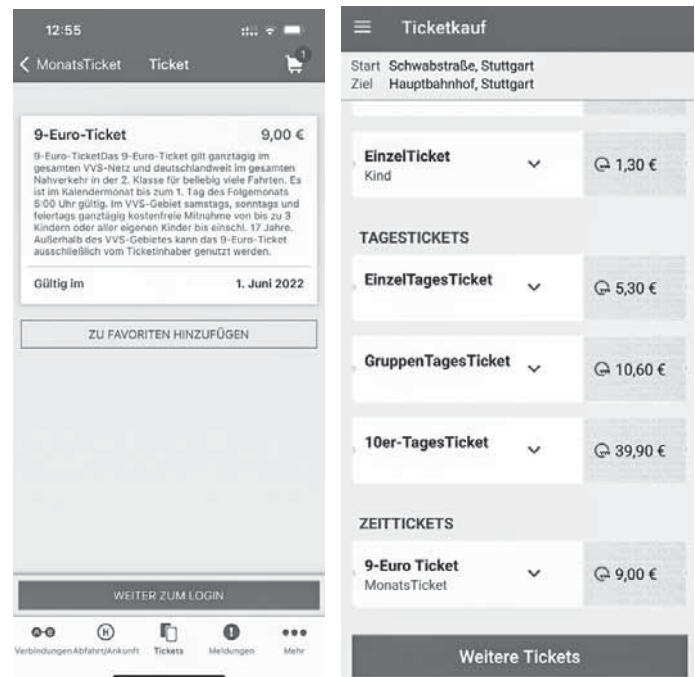 12:55
MonatsTicket Ticket 1
9-Euro-Ticket 9,00 €
9-Euro-TicketDas 9-Euro-Ticket gilt ganztägig im
gesamten VVS-Netz und deutschlandweit im gesamten
Nahverkehr in der 2. Klasse für beliebig viele Fahrten. Es
ist im Kalendermonat bis zum 1. Tag des Folgemonats
5:00 Uhr gültig. Im VVS-Gebiet samstags, sonntags und
feiertags ganztägig kostenfreie Mitnahme von bis zu 3
Kindern oder aller eigenen Kinder bis einschl. 17 Jahre.
Außerhalb des VVS-Gebietes kann das 9-Euro-Ticket
ausschließlich vom Ticketinhaber genutzt werden.
Gültig im 1. Juni 2022
ZU FAVORITEN HINZUFÜGEN
WEITER ZUM LOGIN
Verbindungen Abfahrt/Ankunft Tickets Meldungen Mehr
Ticketkauf
Start Schwabstraße, Stuttgart
Ziel Hauptbahnhof, Stuttgart
EinzelTicket 1,30 €
Kind
TAGESTICKETS
EinzelTagesTicket 5,30 €
GruppenTagesTicket 10,60 €
10er-TagesTicket 39,90 €
ZEITTICKETS
9-Euro Ticket 9,00 €
MonatsTicket
Weitere Tickets